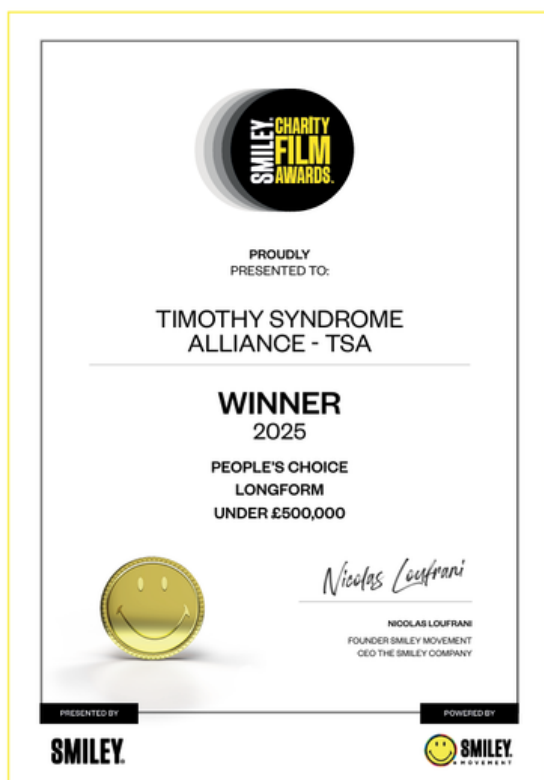 SMILEY.
CHARITY
FILM
AWARDS.
PROUDLY
PRESENTED TO:
TIMOTHY SYNDROME
ALLIANCE - TSA
WINNER
2025
PEOPLE'S CHOICE
LONGFORM
UNDER £500,000
Nicolas Loufrani
NICOLAS LOUFRANI
FOUNDER SMILEY MOVEMENT
CEO THE SMILEY COMPANY
PRESENTED BY
POWERED BY
SMILEY.
SMILEY.
MOVEMENT